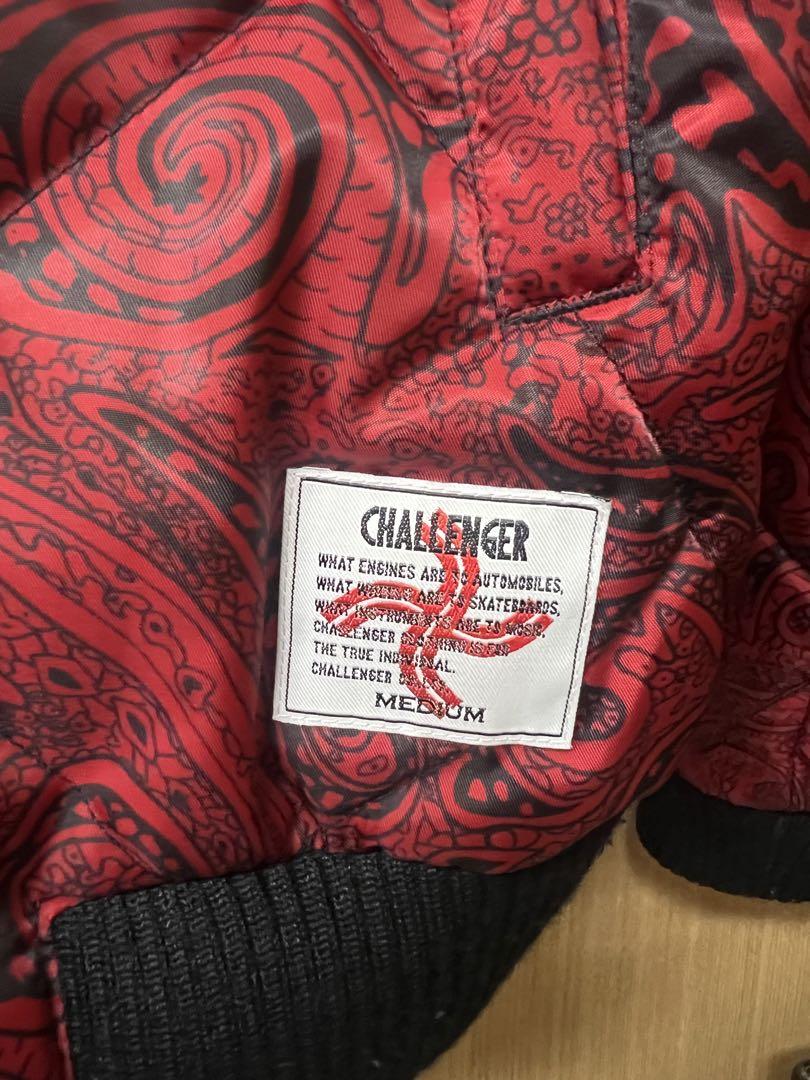 CHALLENGER
WHAT ENGINES ARE TO AUTOMOBILES,
WHAT WHEELS ARE TO SKATEBOARDS,
WHAT INSTRUMENTS ARE TO MUSIC,
CHALLENGER CLOTHING IS FOR
THE TRUE INDIVIDUAL.
CHALLENGER
MEDIUM